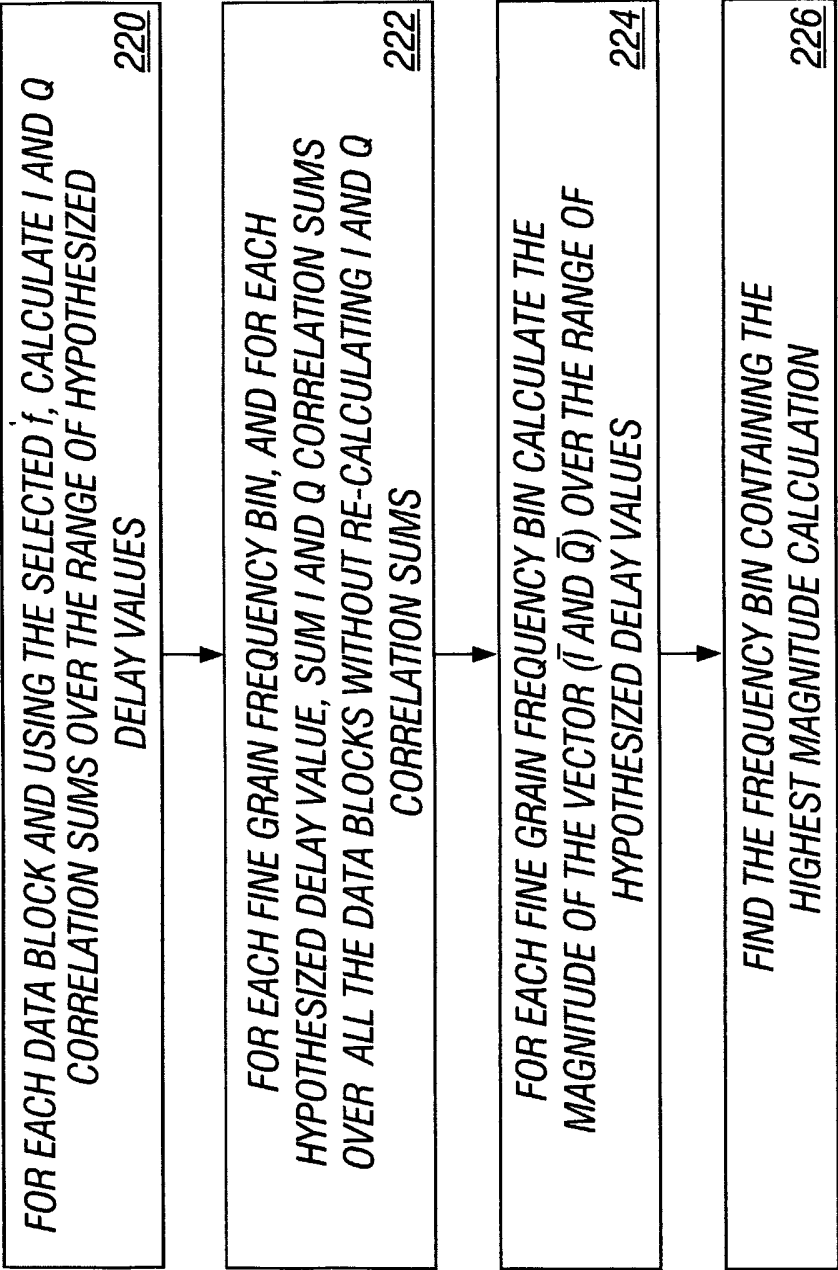 FOR EACH DATA BLOCK AND USING THE SELECTED ḟ, CALCULATE I AND Q
CORRELATION SUMS OVER THE RANGE OF HYPOTHESIZED
DELAY VALUES
220
FOR EACH FINE GRAIN FREQUENCY BIN, AND FOR EACH
HYPOTHESIZED DELAY VALUE, SUM I AND Q CORRELATION SUMS
OVER ALL THE DATA BLOCKS WITHOUT RE-CALCULATING I AND Q
CORRELATION SUMS
222
FOR EACH FINE GRAIN FREQUENCY BIN CALCULATE THE
MAGNITUDE OF THE VECTOR (Ī AND Q̄) OVER THE RANGE OF
HYPOTHESIZED DELAY VALUES
224
FIND THE FREQUENCY BIN CONTAINING THE
HIGHEST MAGNITUDE CALCULATION
226